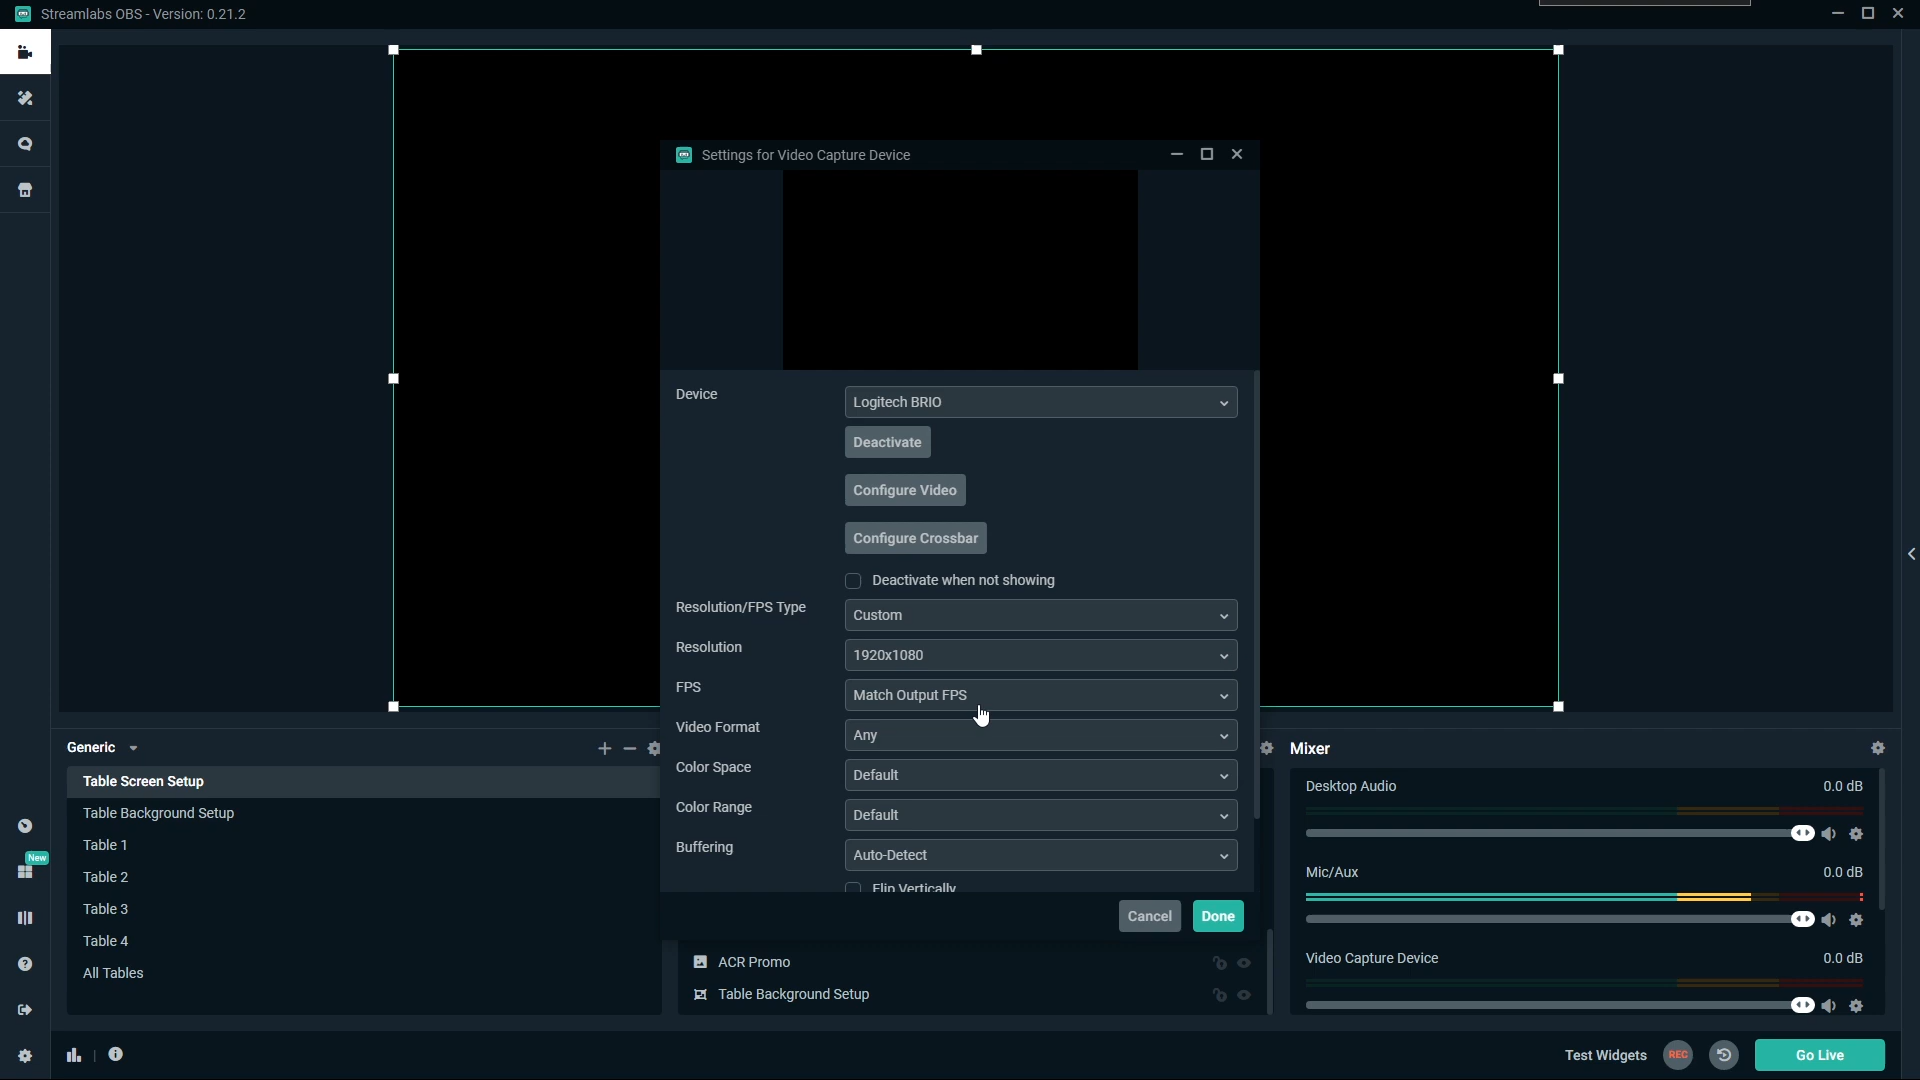 Streamlabs OBS - Version: 0.21.2
Settings for Video Capture Device
Device
Logitech BRIO
Deactivate
Configure Video
Configure Crossbar
Deactivate when not showing
Resolution/FPS Type
Custom
Resolution
1920x1080
FPS
Match Output FPS
Video Format
Any
Color Space
Default
Color Range
Default
Buffering
Auto-Detect
Flip Vertically
Cancel
Done
Generic
Table Screen Setup
Table Background Setup
Table 1
Table 2
Table 3
Table 4
All Tables
New
ACR Promo
Table Background Setup
Mixer
Desktop Audio
0.0 dB
Mic/Aux
0.0 dB
Video Capture Device
0.0 dB
Test Widgets
REC
Go Live